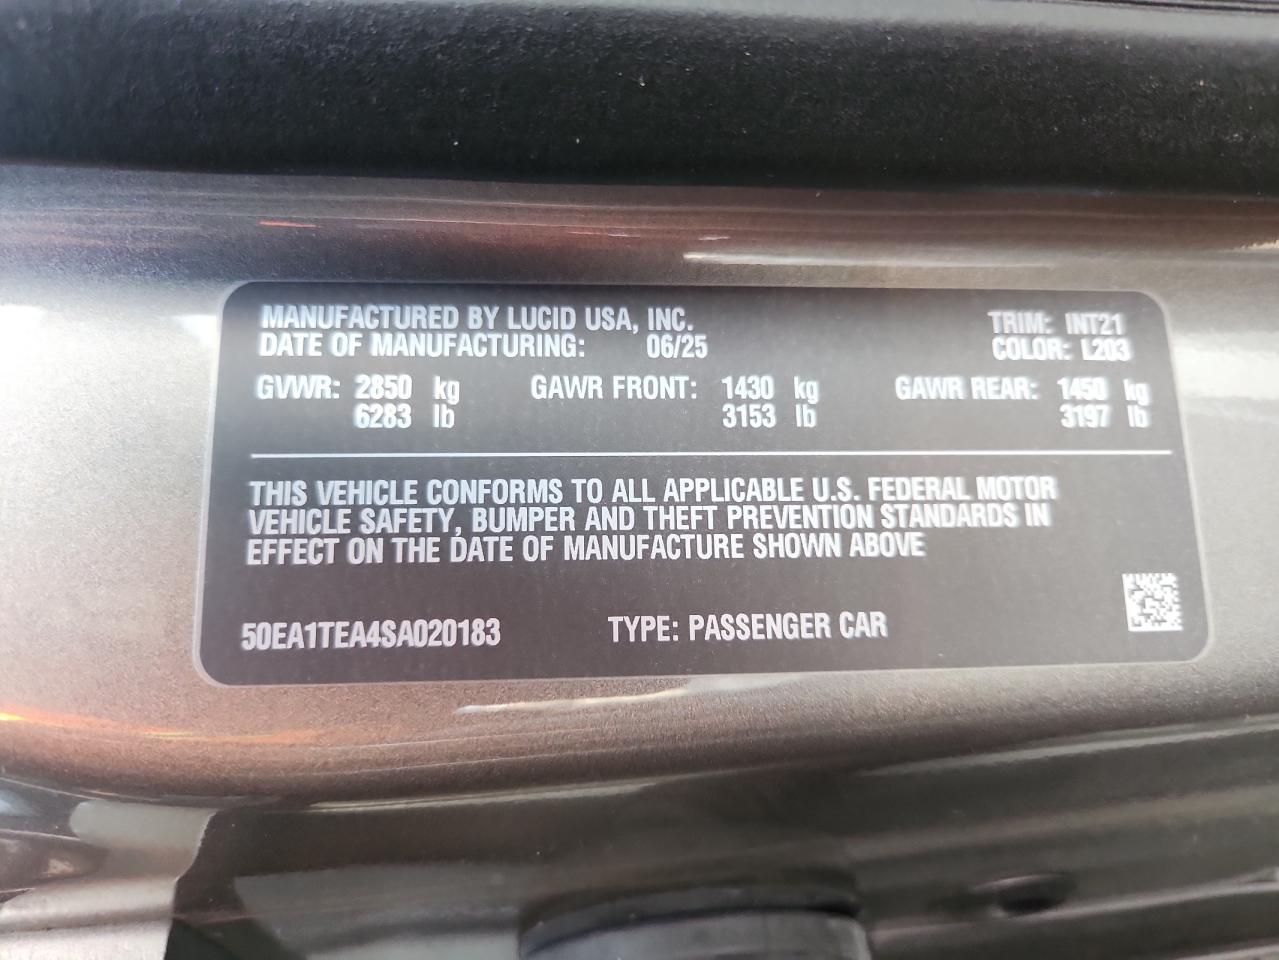 MANUFACTURED BY LUCID USA, INC. TRIM: INT21
DATE OF MANUFACTURING: 06/25 COLOR: L203
GVWR: 2850 kg GAWR FRONT: 1430 kg GAWR REAR: 1450 kg
6283 lb 3153 lb 3197 lb
THIS VEHICLE CONFORMS TO ALL APPLICABLE U.S. FEDERAL MOTOR
VEHICLE SAFETY, BUMPER AND THEFT PREVENTION STANDARDS IN
EFFECT ON THE DATE OF MANUFACTURE SHOWN ABOVE
50EA1TEA4SA020183 TYPE: PASSENGER CAR